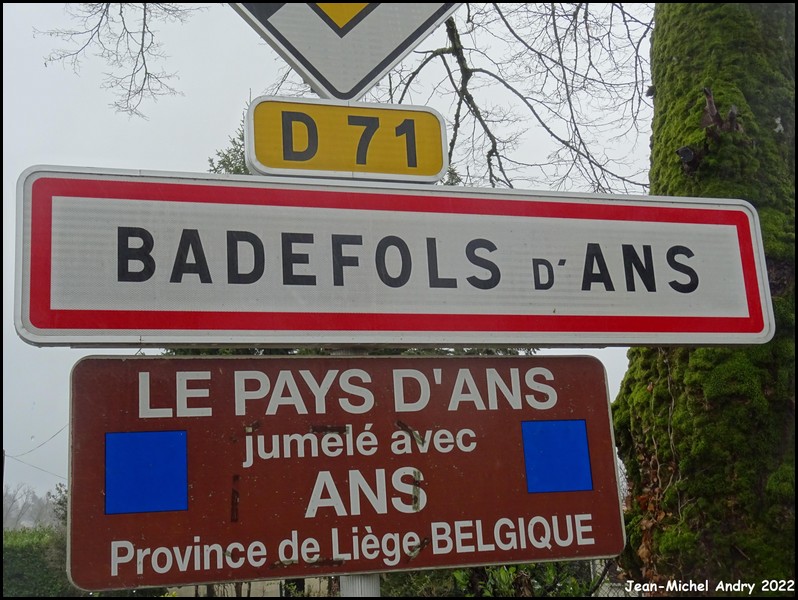 D 71
BADEFOLS D'ANS
LE PAYS D'ANS
jumelé avec
ANS
Province de Liège BELGIQUE
Jean-Michel Andry 2022